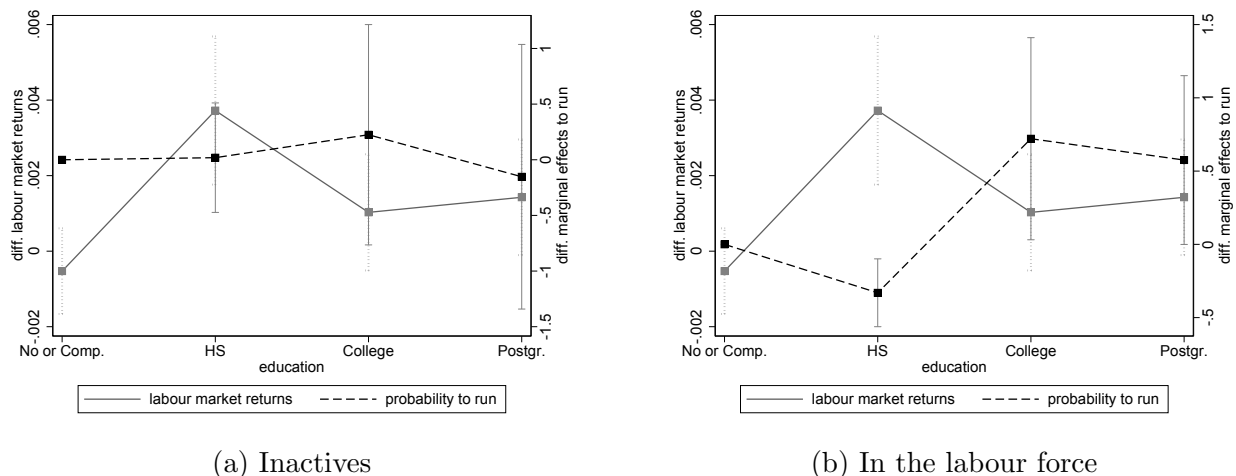 .006
.004
.002
0
-.002
diff. labour market returns
1
.5
0
-.5
-1
-1.5
diff. marginal effects to run
No or Comp. HS College Postgr.
education
labour market returns probability to run
(a) Inactives
.006
.004
.002
0
-.002
diff. labour market returns
1.5
1
.5
0
-.5
diff. marginal effects to run
No or Comp. HS College Postgr.
education
labour market returns probability to run
(b) In the labour force